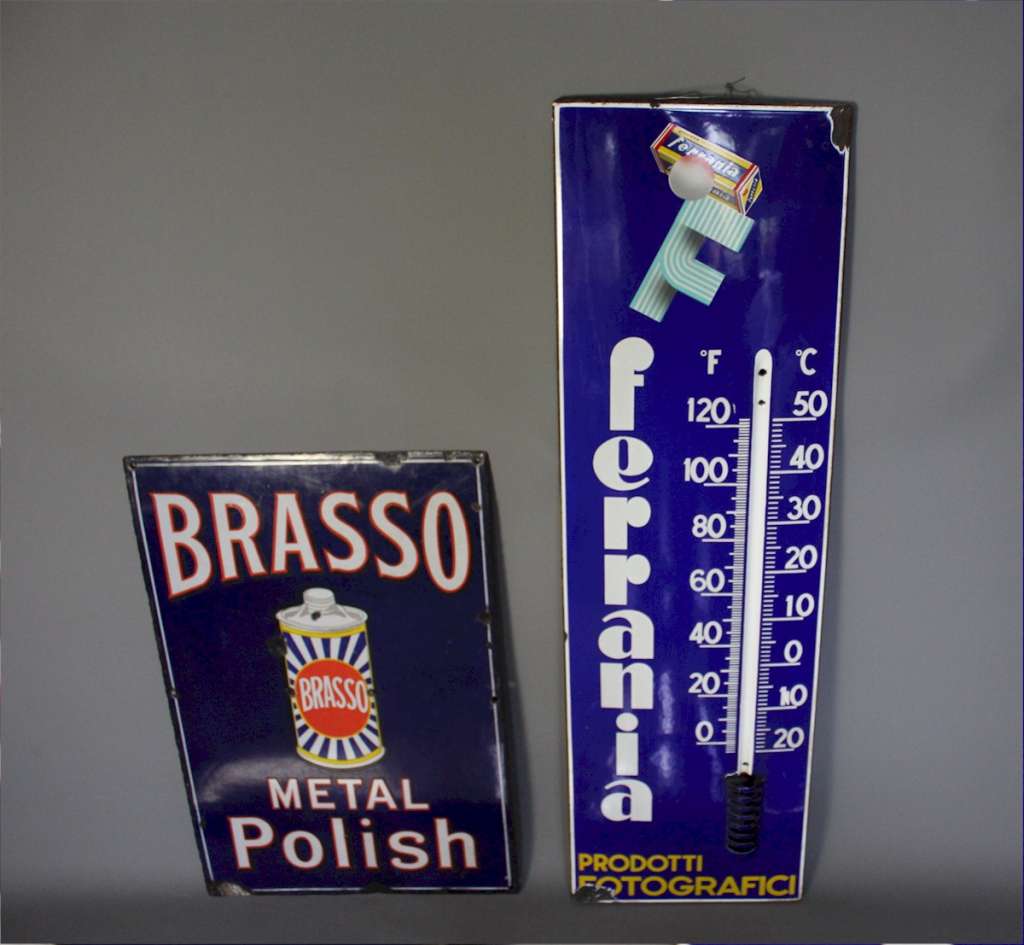 BRASSO
BRASSO
METAL
Polish
ferrania
ferrania
°F °C
120 50
100 40
80 30
60 20
40 10
20 0
0 10
20
PRODOTTI
FOTOGRAFICI